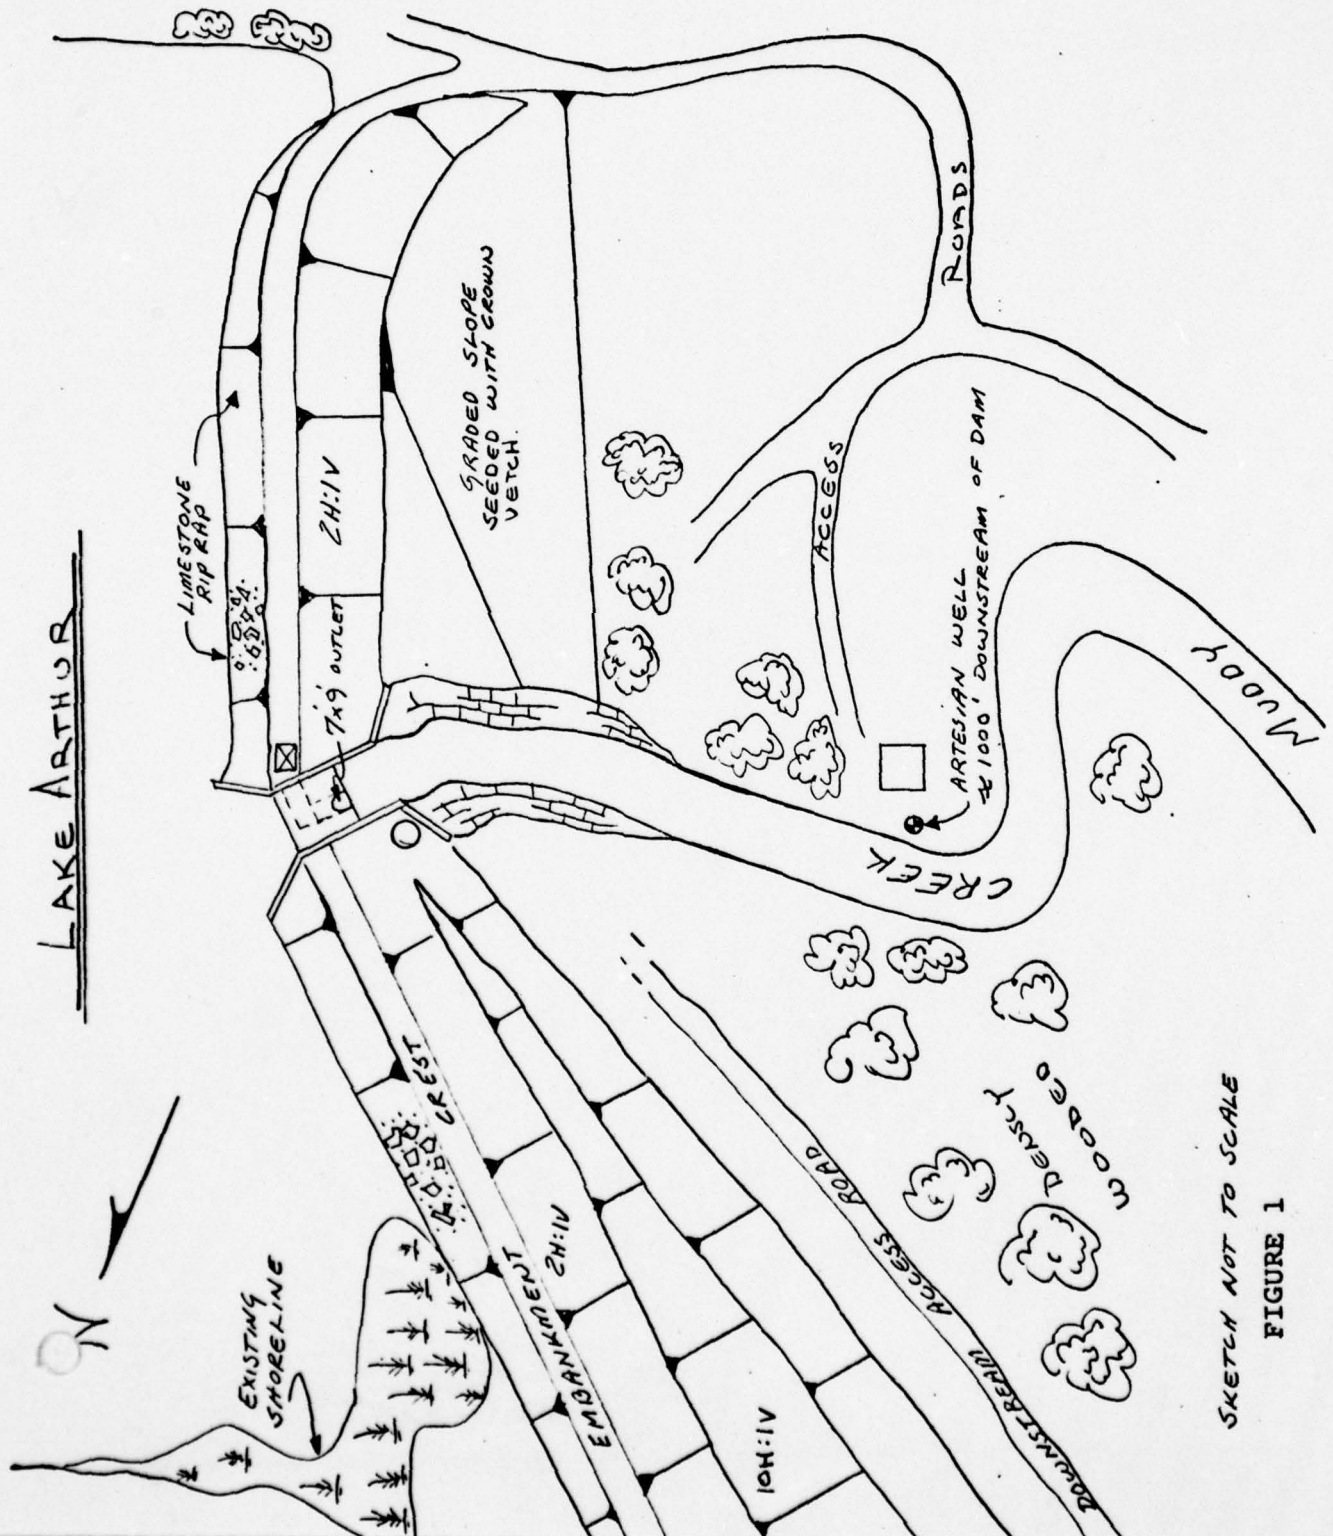 LAKE ARTHUR
N
EXISTING
SHORELINE
LIMESTONE
RIP RAP
2H:1V
7'x9' OUTLET
GRADED SLOPE
SEEDED WITH CROWN
VETCH.
ACCESS
ROADS
ARTESIAN WELL
≈ 1000' DOWNSTREAM OF DAM
MUDDY
CREEK
EMBANKMENT CREST
2H:1V
10H:1V
DOWNSTREAM ACCESS ROAD
DENSLY
WOODED
SKETCH NOT TO SCALE
FIGURE 1